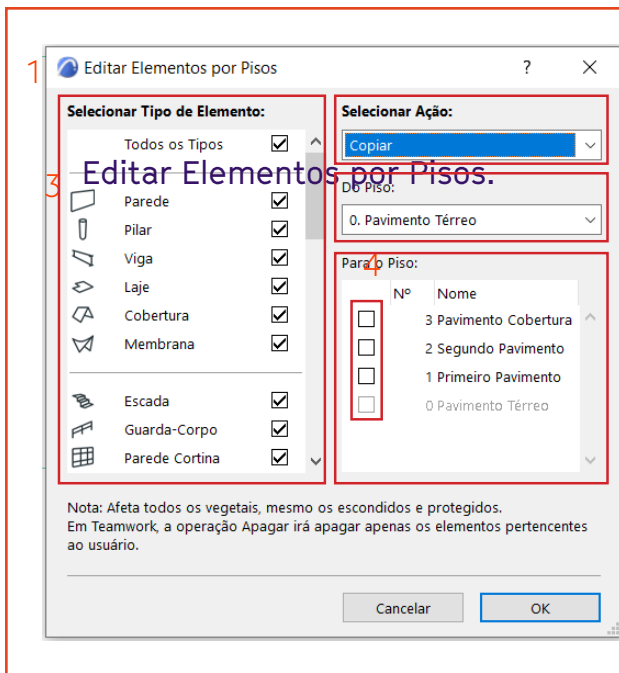 1
Editar Elementos por Pisos
?
Selecionar Tipo de Elemento:
Todos os Tipos
3
Editar Elementos por Pisos.
Parede
Pilar
Viga
Laje
Cobertura
Membrana
Escada
Guarda-Corpo
Parede Cortina
Selecionar Ação:
Copiar
Do Piso:
0. Pavimento Térreo
Para o Piso:
4
Nº Nome
3 Pavimento Cobertura
2 Segundo Pavimento
1 Primeiro Pavimento
0 Pavimento Térreo
Nota: Afeta todos os vegetais, mesmo os escondidos e protegidos.
Em Teamwork, a operação Apagar irá apagar apenas os elementos pertencentes
ao usuário.
Cancelar
OK